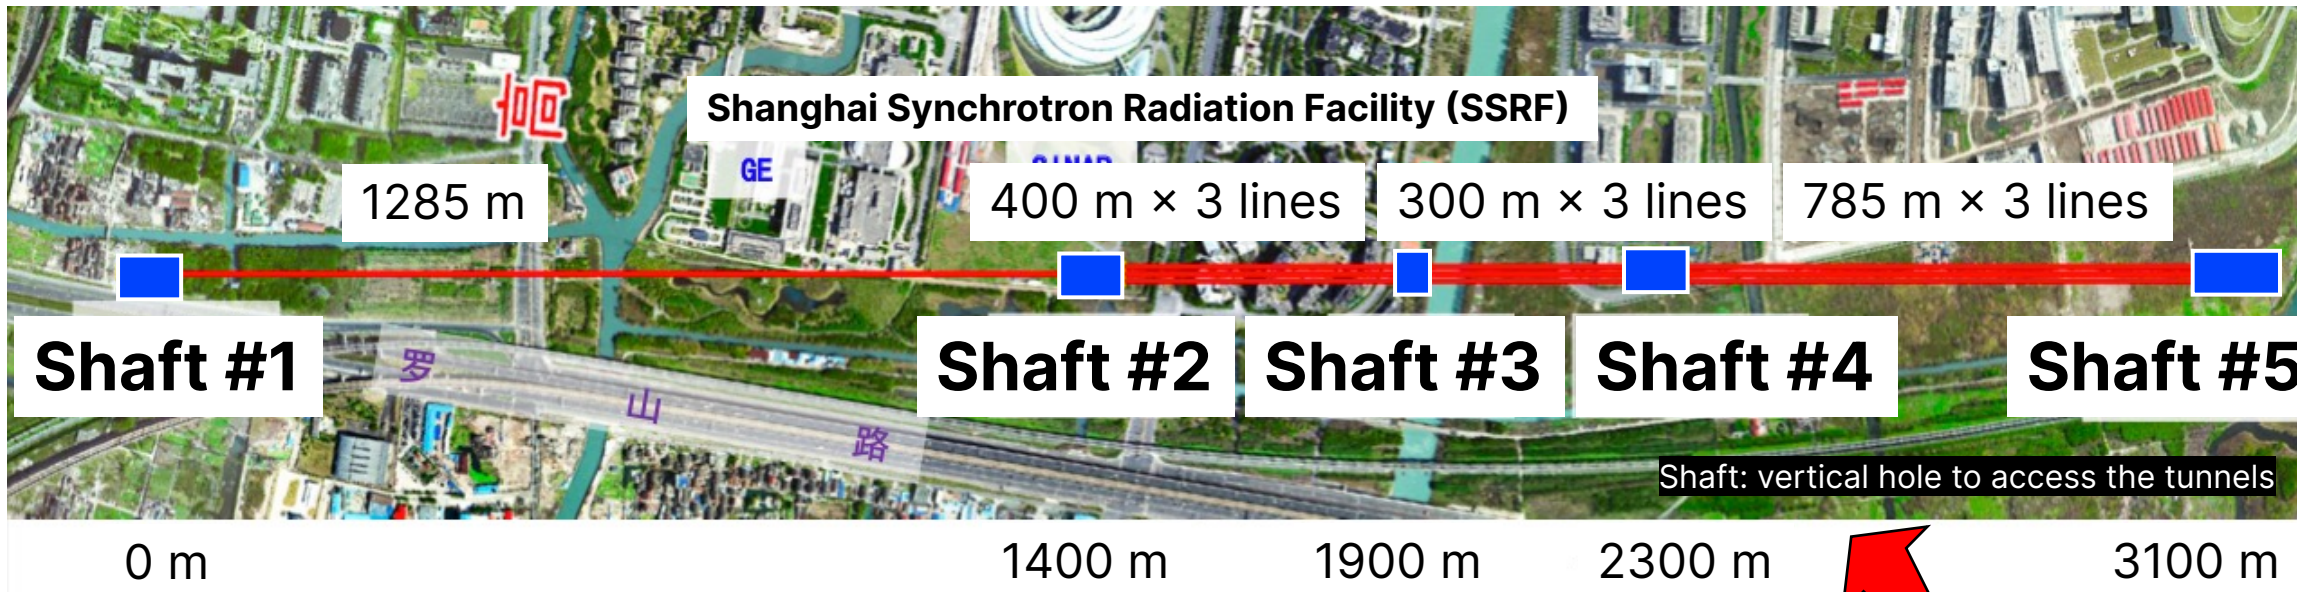 Shanghai Synchrotron Radiation Facility (SSRF)
GE
1285 m
400 m × 3 lines
300 m × 3 lines
785 m × 3 lines
Shaft #1
Shaft #2
Shaft #3
Shaft #4
Shaft #5
罗
山
路
Shaft: vertical hole to access the tunnels
0 m
1400 m
1900 m
2300 m
3100 m